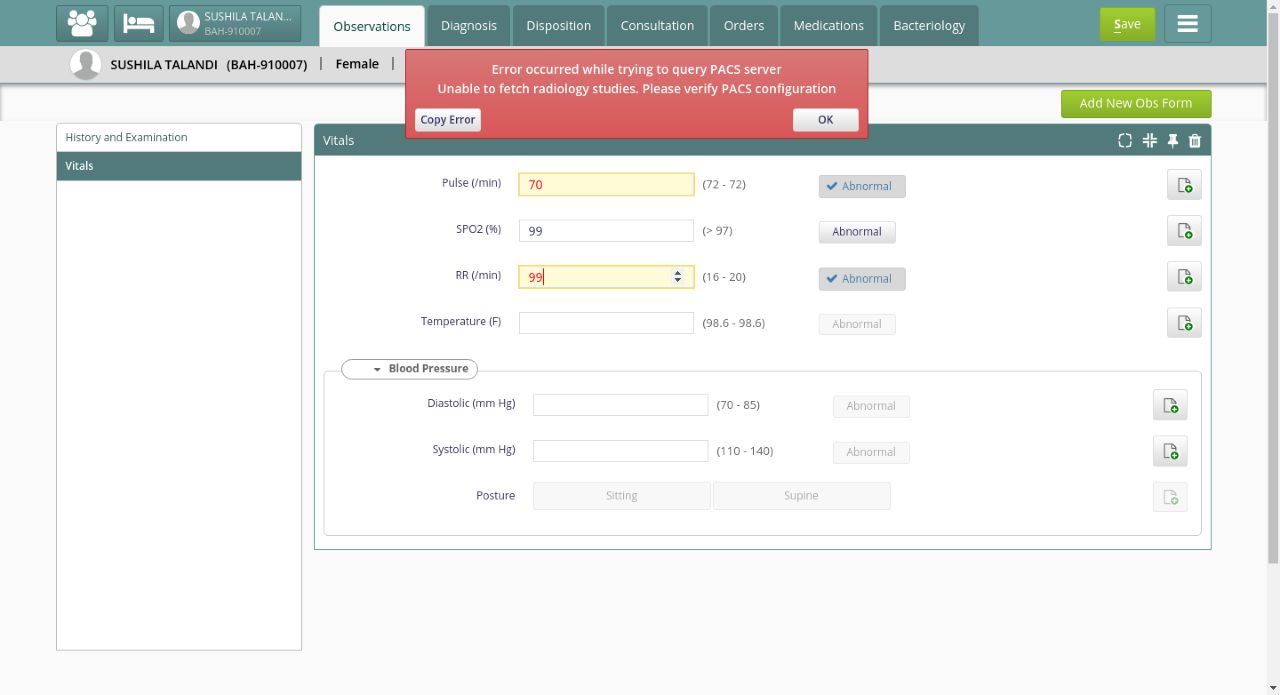 SUSHILA TALAN...
BAH-910007
Observations
Diagnosis
Disposition
Consultation
Orders
Medications
Bacteriology
Save
SUSHILA TALANDI (BAH-910007) | Female |
Error occurred while trying to query PACS server
Unable to fetch radiology studies. Please verify PACS configuration
Copy Error
OK
Add New Obs Form
History and Examination
Vitals
Vitals
Pulse (/min) 70 (72 - 72) Abnormal
SPO2 (%) 99 (> 97) Abnormal
RR (/min) 99 (16 - 20) Abnormal
Temperature (F) (98.6 - 98.6) Abnormal
Blood Pressure
Diastolic (mm Hg) (70 - 85) Abnormal
Systolic (mm Hg) (110 - 140) Abnormal
Posture Sitting Supine